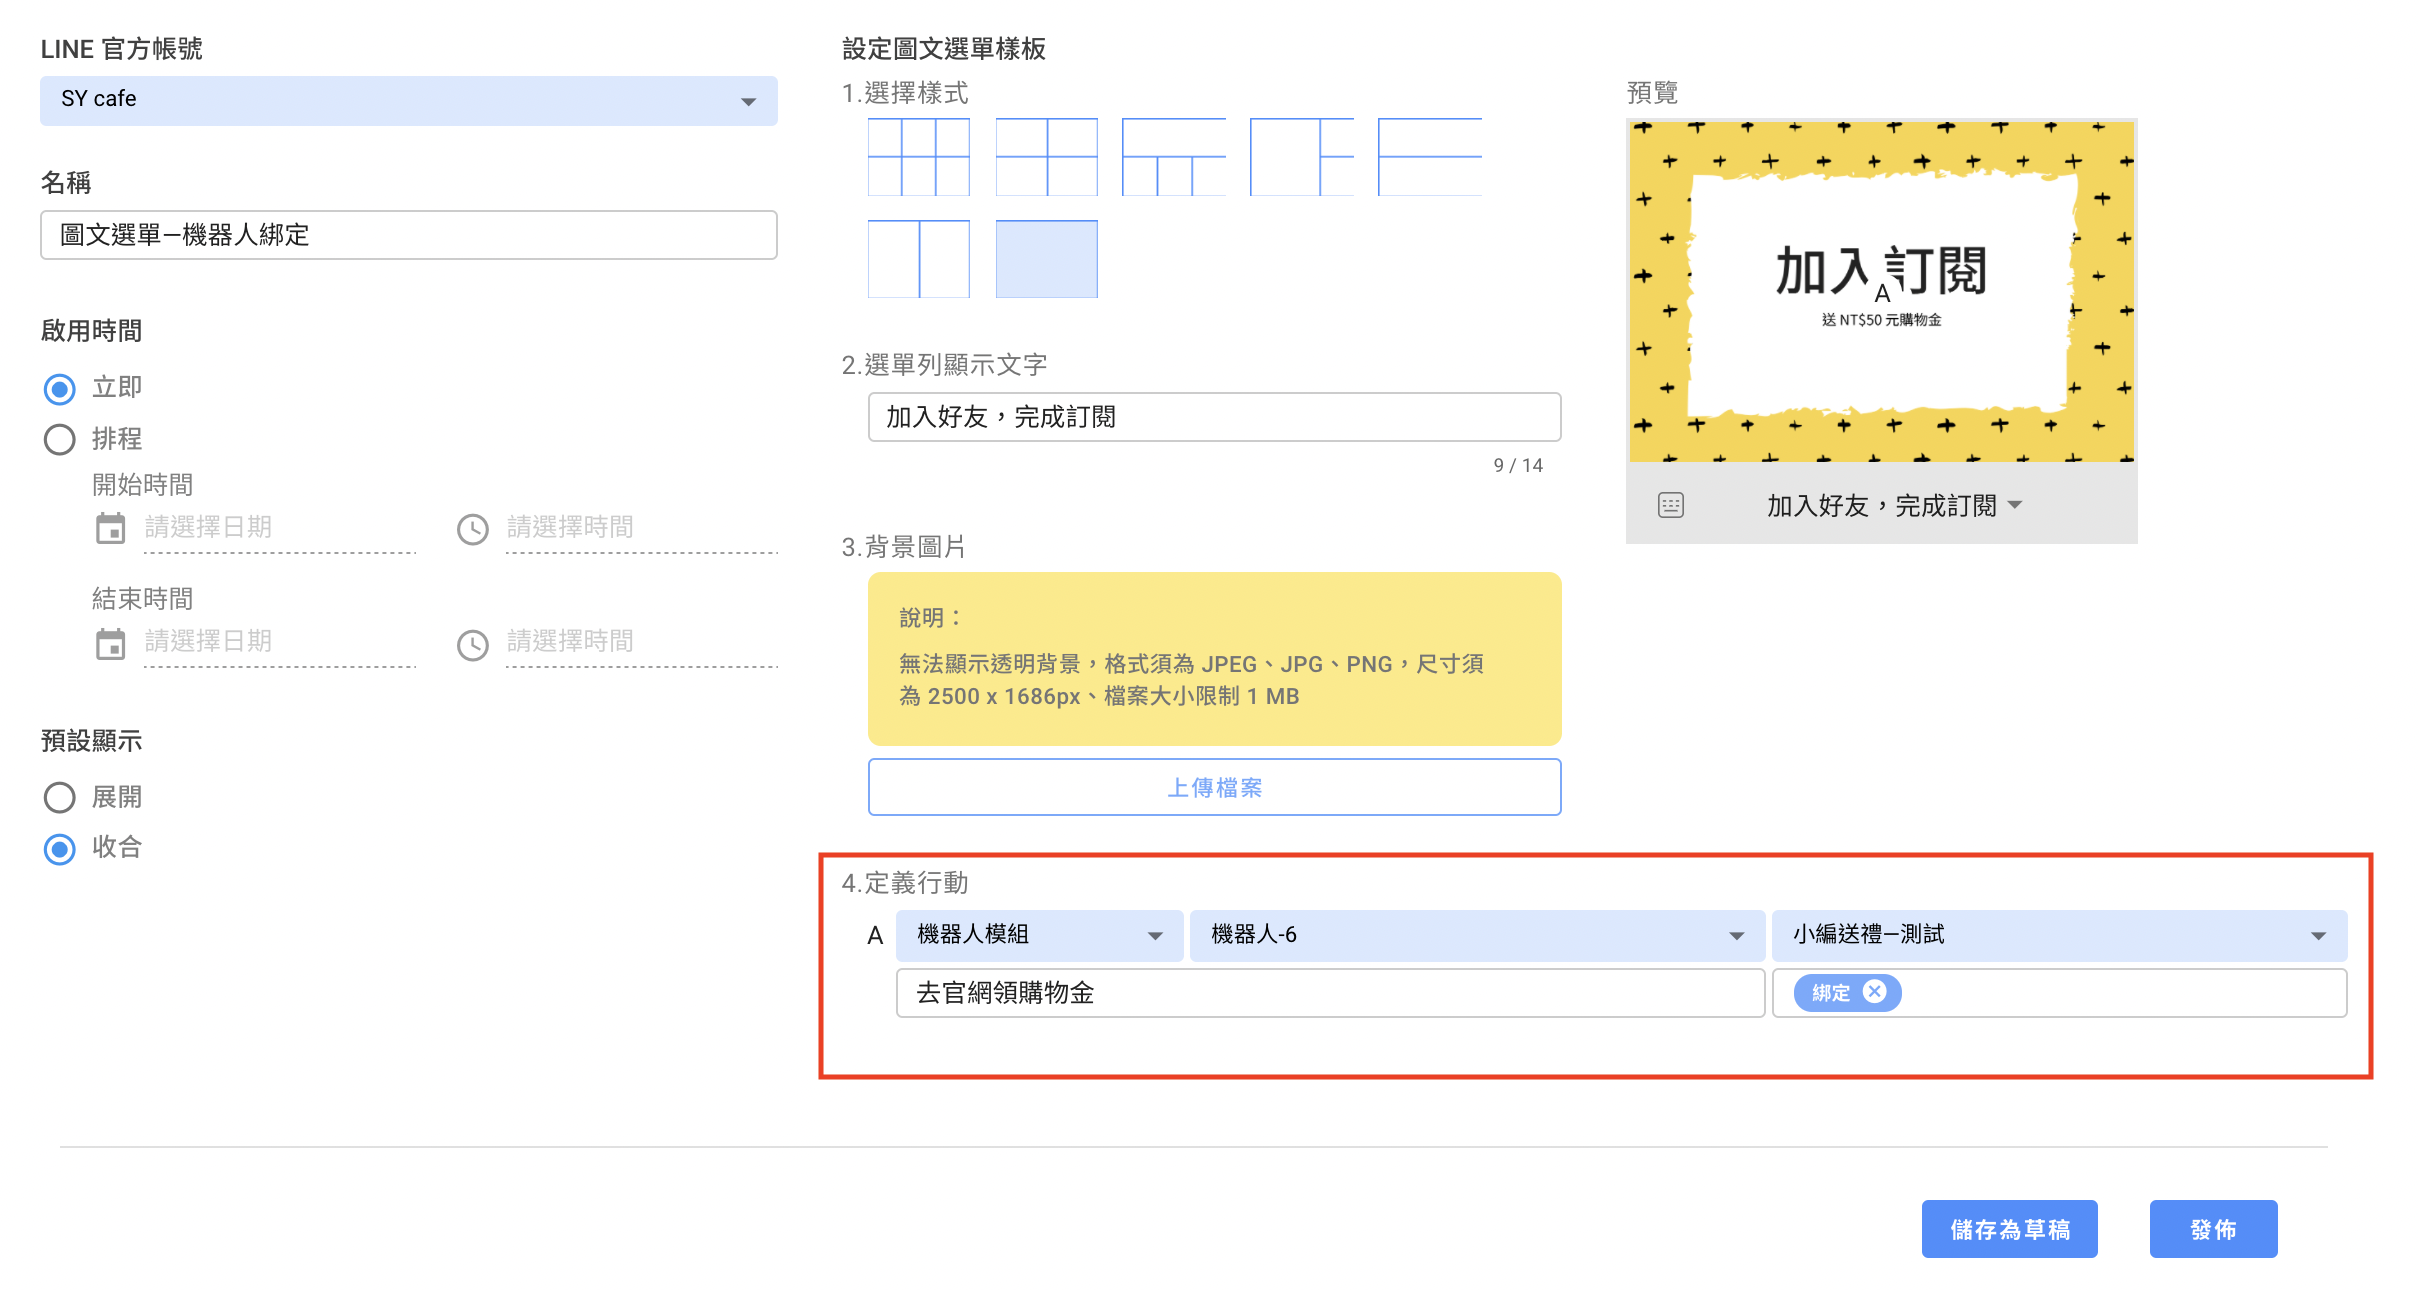 LINE 官方帳號
SY cafe
名稱
圖文選單—機器人綁定
啟用時間
立即
排程
開始時間
請選擇日期
請選擇時間
結束時間
請選擇日期
請選擇時間
預設顯示
展開
收合
設定圖文選單樣板
1.選擇樣式
2.選單列顯示文字
加入好友，完成訂閱
9 / 14
3.背景圖片
說明：
無法顯示透明背景，格式須為 JPEG、JPG、PNG，尺寸須
為 2500 x 1686px、檔案大小限制 1 MB
上傳檔案
預覽
加入訂閱
A
送 NT$50 元購物金
加入好友，完成訂閱
4.定義行動
A
機器人模組
機器人-6
小編送禮—測試
去官網領購物金
綁定
儲存為草稿
發佈